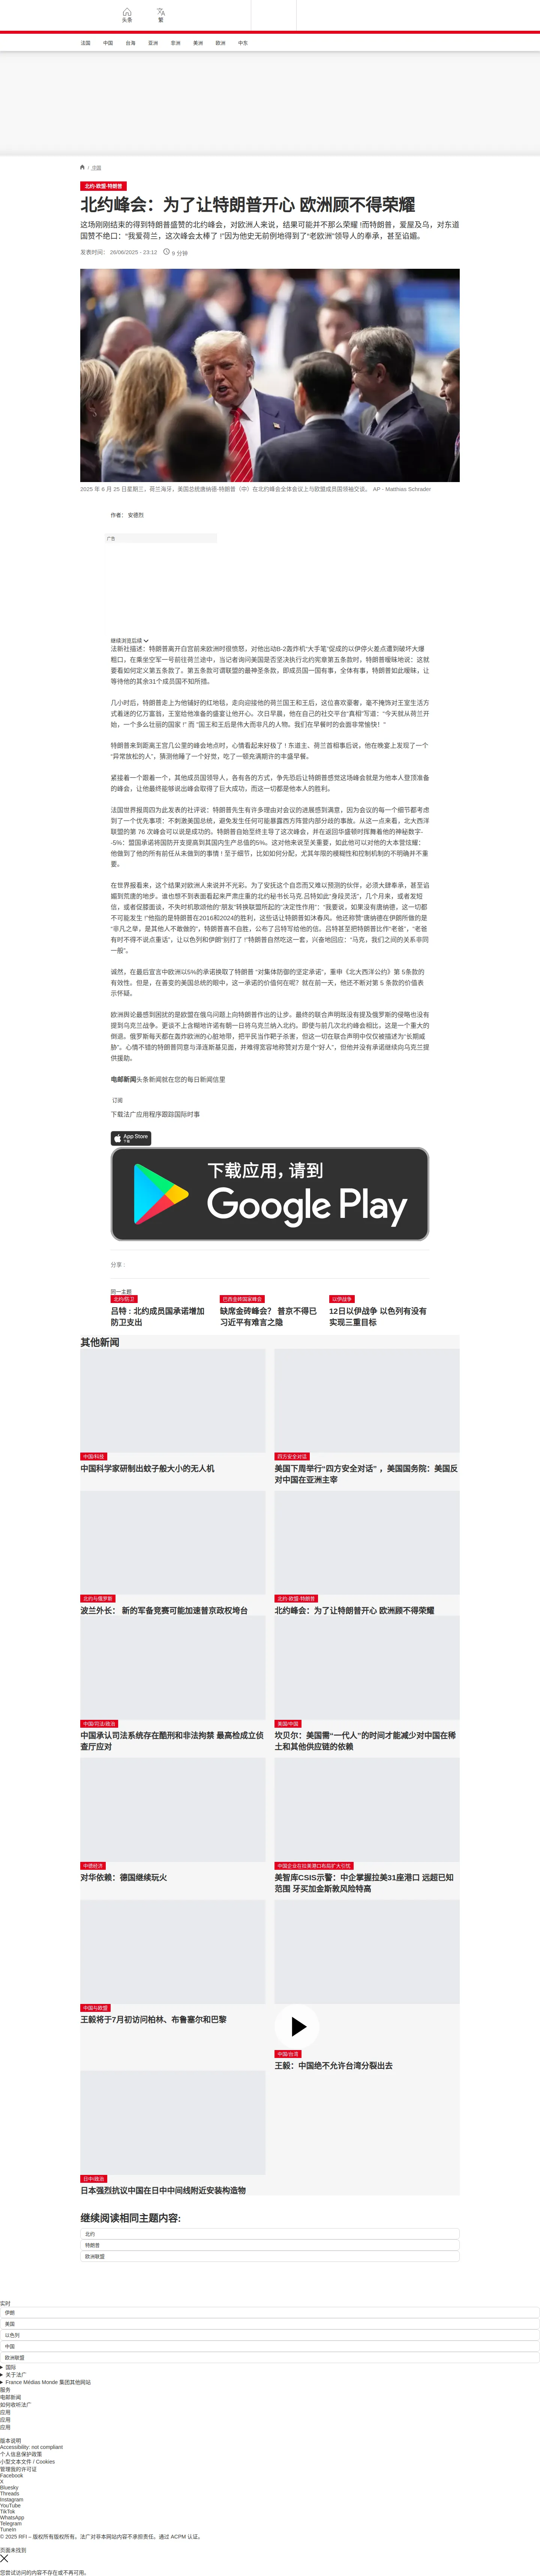 头条
繁
法国
中国
台海
亚洲
非洲
美洲
欧洲
中东
/ 法国
北约-欧盟-特朗普
北约峰会：为了让特朗普开心 欧洲顾不得荣耀
这场刚刚结束的得到特朗普盛赞的北约峰会，对欧洲人来说，结果可能并不那么荣耀 !而特朗普，爱屋及乌，对东道
国赞不绝口：“我爱荷兰，这次峰会太棒了 !”因为他史无前例地得到了“老欧洲”领导人的奉承，甚至谄媚。
发表时间： 26/06/2025 - 23:12
9 分钟
2025 年 6 月 25 日星期三，荷兰海牙，美国总统唐纳德·特朗普（中）在北约峰会全体会议上与欧盟成员国领袖交谈。 AP - Matthias Schrader
作者： 安德烈
广告
继续浏览后续
法新社描述：特朗普离开白宫前来欧洲时很愤怒，对他出动B-2轰炸机“大手笔”促成的以伊停火差点遭到破坏大爆
粗口。在乘坐空军一号前往荷兰途中，当记者询问美国是否坚决执行北约宪章第五条款时，特朗普暧昧地说：这就
要看如何定义第五条款了。第五条款可谓联盟的最神圣条款，即成员国一国有事，全体有事，特朗普如此暧昧，让
等待他的其余31个成员国不知所措。
几小时后，特朗普走上为他铺好的红地毯，走向迎接他的荷兰国王和王后，这位喜欢豪奢，毫不掩饰对王室生活方
式着迷的亿万富翁，王室给他准备的盛宴让他开心。次日早晨，他在自己的社交平台“真相”写道：“今天就从荷兰开
始，一个多么壮丽的国家 !” 而 “国王和王后是伟大而非凡的人物。我们在早餐时的会面非常愉快！”
特朗普来到距离王宫几公里的峰会地点时，心情看起来好极了 ! 东道主、荷兰首相事后说，他在晚宴上发现了一个
“异常放松的人”，猜测他睡了一个好觉，吃了一顿充满期许的丰盛早餐。
紧接着一个跟着一个，其他成员国领导人，各有各的方式，争先恐后让特朗普感觉这场峰会就是为他本人登顶准备
的峰会，让他最终能够说出峰会取得了巨大成功，而这一切都是他本人的胜利。
法国世界报周四为此发表的社评说：特朗普先生有许多理由对会议的进展感到满意，因为会议的每一个细节都考虑
到了一个优先事项：不刺激美国总统，避免发生任何可能暴露西方阵营内部分歧的事故。从这一点来看，北大西洋
联盟的第 76 次峰会可以说是成功的。特朗普自始至终主导了这次峰会，并在返回华盛顿时挥舞着他的神秘数字-
-5%：盟国承诺将国防开支提高到其国内生产总值的5%。这对他来说至关重要，如此他可以对他的大本营炫耀：
他做到了他的所有前任从未做到的事情 ! 至于细节，比如如何分配，尤其年限的模糊性和控制机制的不明确并不重
要。
在世界报看来，这个结果对欧洲人来说并不光彩。为了安抚这个自恋而又难以预测的伙伴，必须大肆奉承，甚至谄
媚到荒唐的地步。谁也想不到表面看起来严肃庄重的北约秘书长马克.吕特如此“身段灵活”，几个月来，或者发短
信，或者促膝面谈，不失时机歌颂他的“朋友”转换联盟所起的“决定性作用”：“我要说，如果没有唐纳德，这一切都
不可能发生 !”他指的是特朗普在2016和2024的胜利，这些话让特朗普如沐春风。他还称赞“唐纳德在伊朗所做的是
“非凡之举，是其他人不敢做的”，特朗普喜不自胜，公布了吕特写给他的信。吕特甚至把特朗普比作“老爸”，“老爸
有时不得不说点重话”，让以色列和伊朗“别打了 !”特朗普自然吃这一套，兴奋地回应：“马克，我们之间的关系非同
一般”。
诚然，在最后宣言中欧洲以5%的承诺换取了特朗普 “对集体防御的坚定承诺”，重申《北大西洋公约》第 5条款的
有效性。但是，在善变的美国总统的眼中，这一承诺的价值何在呢？就在前一天，他还不断对第 5 条款的价值表
示怀疑。
欧洲舆论最感到困扰的是欧盟在俄乌问题上向特朗普作出的让步。最终的联合声明既没有提及俄罗斯的侵略也没有
提到乌克兰战争。更谈不上含糊地许诺有朝一日将乌克兰纳入北约。即使与前几次北约峰会相比，这是一个重大的
倒退。俄罗斯每天都在轰炸欧洲的心脏地带，把平民当作靶子杀害，但这一切在联合声明中仅仅被描述为“长期威
胁”。心情不错的特朗普同意与泽连斯基见面，并难得宽容地称赞对方是个“好人”，但他并没有承诺继续向乌克兰提
供援助。
电邮新闻头条新闻就在您的每日新闻信里
订阅
下载法广应用程序跟踪国际时事
App Store
下载
下载应用，请到
Google Play
分享 :
同一主题
北约/防卫
吕特：北约成员国承诺增加
防卫支出
巴西金砖国家峰会
缺席金砖峰会？ 普京不得已
习近平有难言之隐
以伊战争
12日以伊战争 以色列有没有
实现三重目标
其他新闻
中国/科技
中国科学家研制出蚊子般大小的无人机
四方安全对话
美国下周举行“四方安全对话” ，美国国务院：美国反
对中国在亚洲主宰
北约与俄罗斯
波兰外长： 新的军备竞赛可能加速普京政权垮台
北约-欧盟-特朗普
北约峰会：为了让特朗普开心 欧洲顾不得荣耀
中国/司法/政治
中国承认司法系统存在酷刑和非法拘禁 最高检成立侦
查厅应对
美国/中国
坎贝尔：美国需“一代人”的时间才能减少对中国在稀
土和其他供应链的依赖
中德经济
对华依赖：德国继续玩火
中国企业在拉美港口布局扩大引忧
美智库CSIS示警：中企掌握拉美31座港口 远超已知
范围 牙买加金斯敦风险特高
中国与欧盟
王毅将于7月初访问柏林、布鲁塞尔和巴黎
中国/台湾
王毅：中国绝不允许台湾分裂出去
日中/政治
日本强烈抗议中国在日中中间线附近安装构造物
继续阅读相同主题内容:
北约
特朗普
欧洲联盟
实时
伊朗
美国
以色列
中国
欧洲联盟
国际
关于法广
France Médias Monde 集团其他网站
服务
电邮新闻
如何收听法广
应用
应用
应用
版本说明
Accessibility: not compliant
个人信息保护政策
小型文本文件 / Cookies
管理我的许可证
Facebook
X
Bluesky
Threads
Instagram
YouTube
TikTok
WhatsApp
Telegram
TuneIn
© 2025 RFI – 版权所有版权所有。法广对非本网站内容不承担责任。通过 ACPM 认证。
页面未找到
您尝试访问的内容不存在或不再可用。